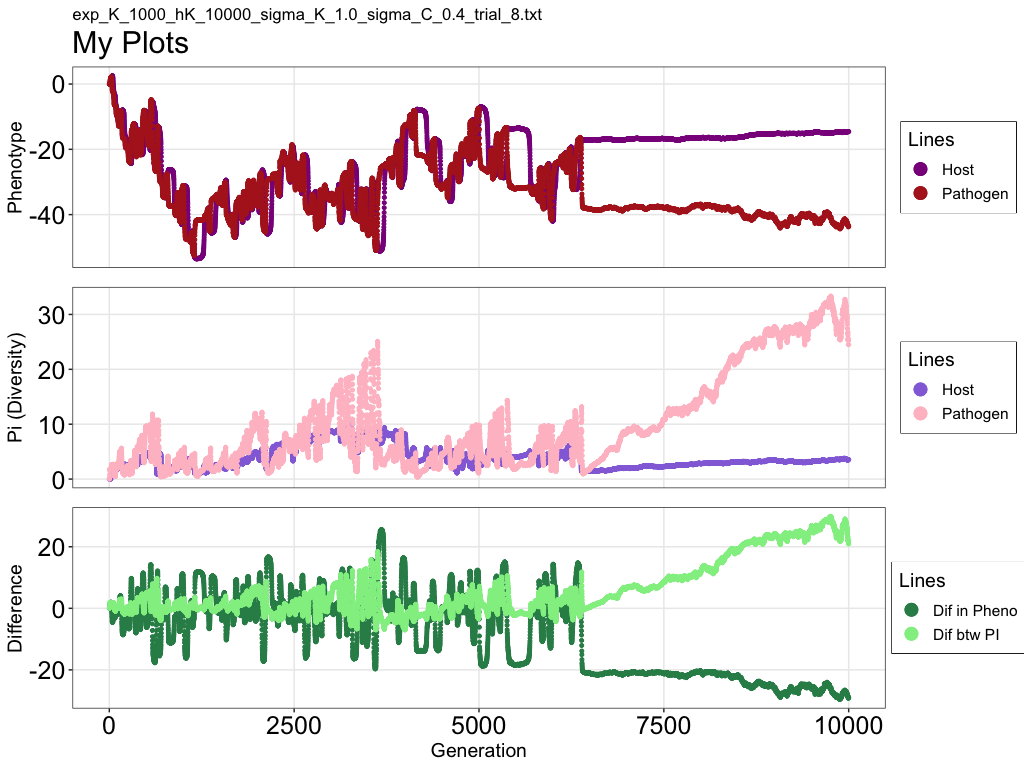 exp_K_1000_hK_10000_sigma_K_1.0_sigma_C_0.4_trial_8.txt
My Plots
Phenotype
0
-20
-40
Lines
Host
Pathogen
Pi (Diversity)
30
20
10
0
Lines
Host
Pathogen
Difference
20
0
-20
Lines
Dif in Pheno
Dif btw PI
0 2500 5000 7500 10000
Generation